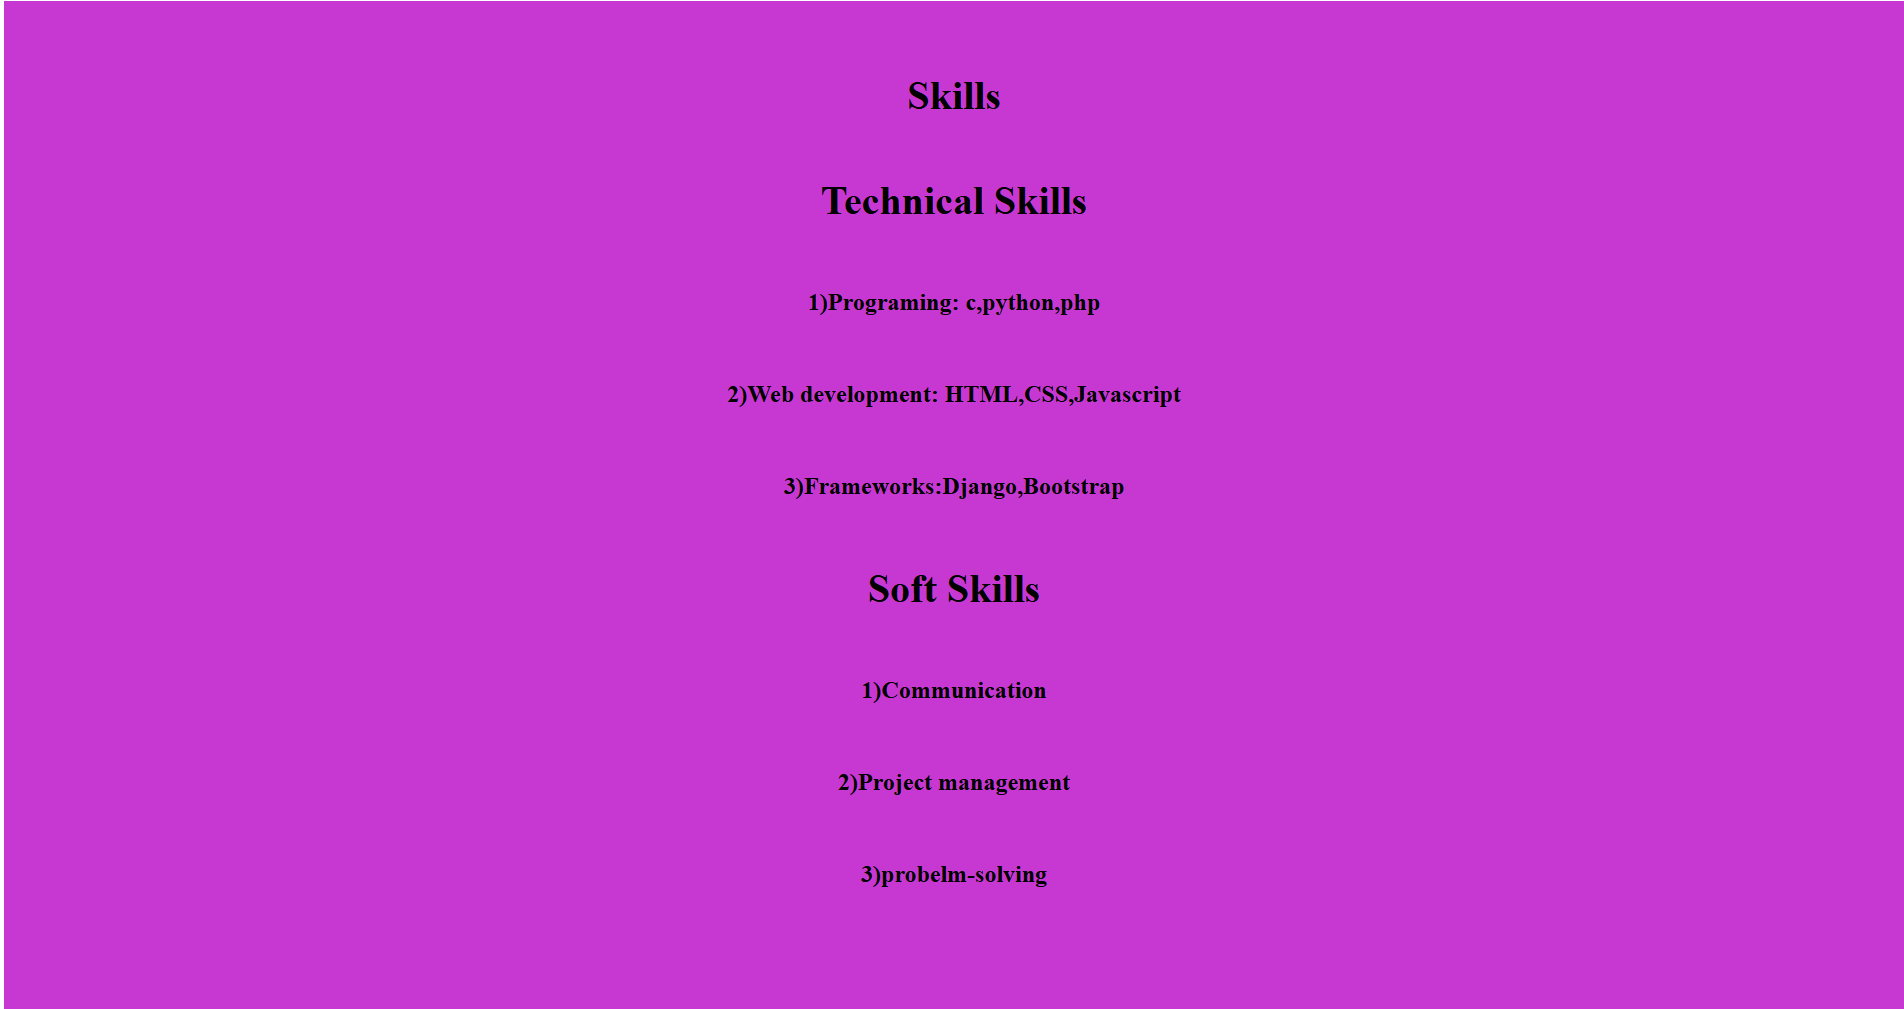 Skills
Technical Skills
1)Programing: c,python,php
2)Web development: HTML,CSS,Javascript
3)Frameworks:Django,Bootstrap
Soft Skills
1)Communication
2)Project management
3)probelm-solving